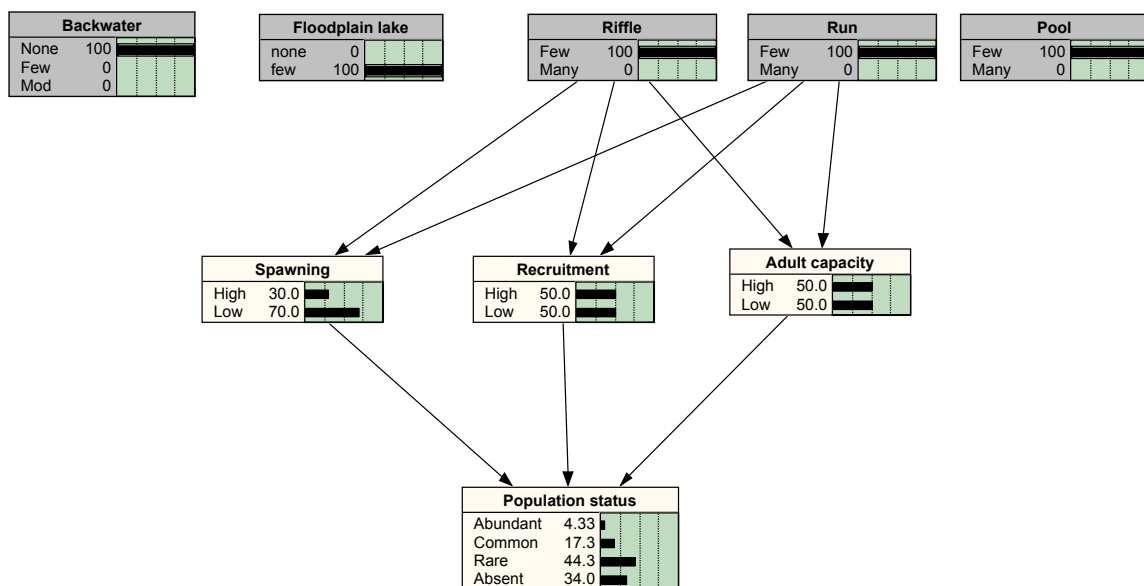 Backwater
None 100
Few 0
Mod 0
Floodplain lake
none 0
few 100
Riffle
Few 100
Many 0
Run
Few 100
Many 0
Pool
Few 100
Many 0
Spawning
High 30.0
Low 70.0
Recruitment
High 50.0
Low 50.0
Adult capacity
High 50.0
Low 50.0
Population status
Abundant 4.33
Common 17.3
Rare 44.3
Absent 34.0